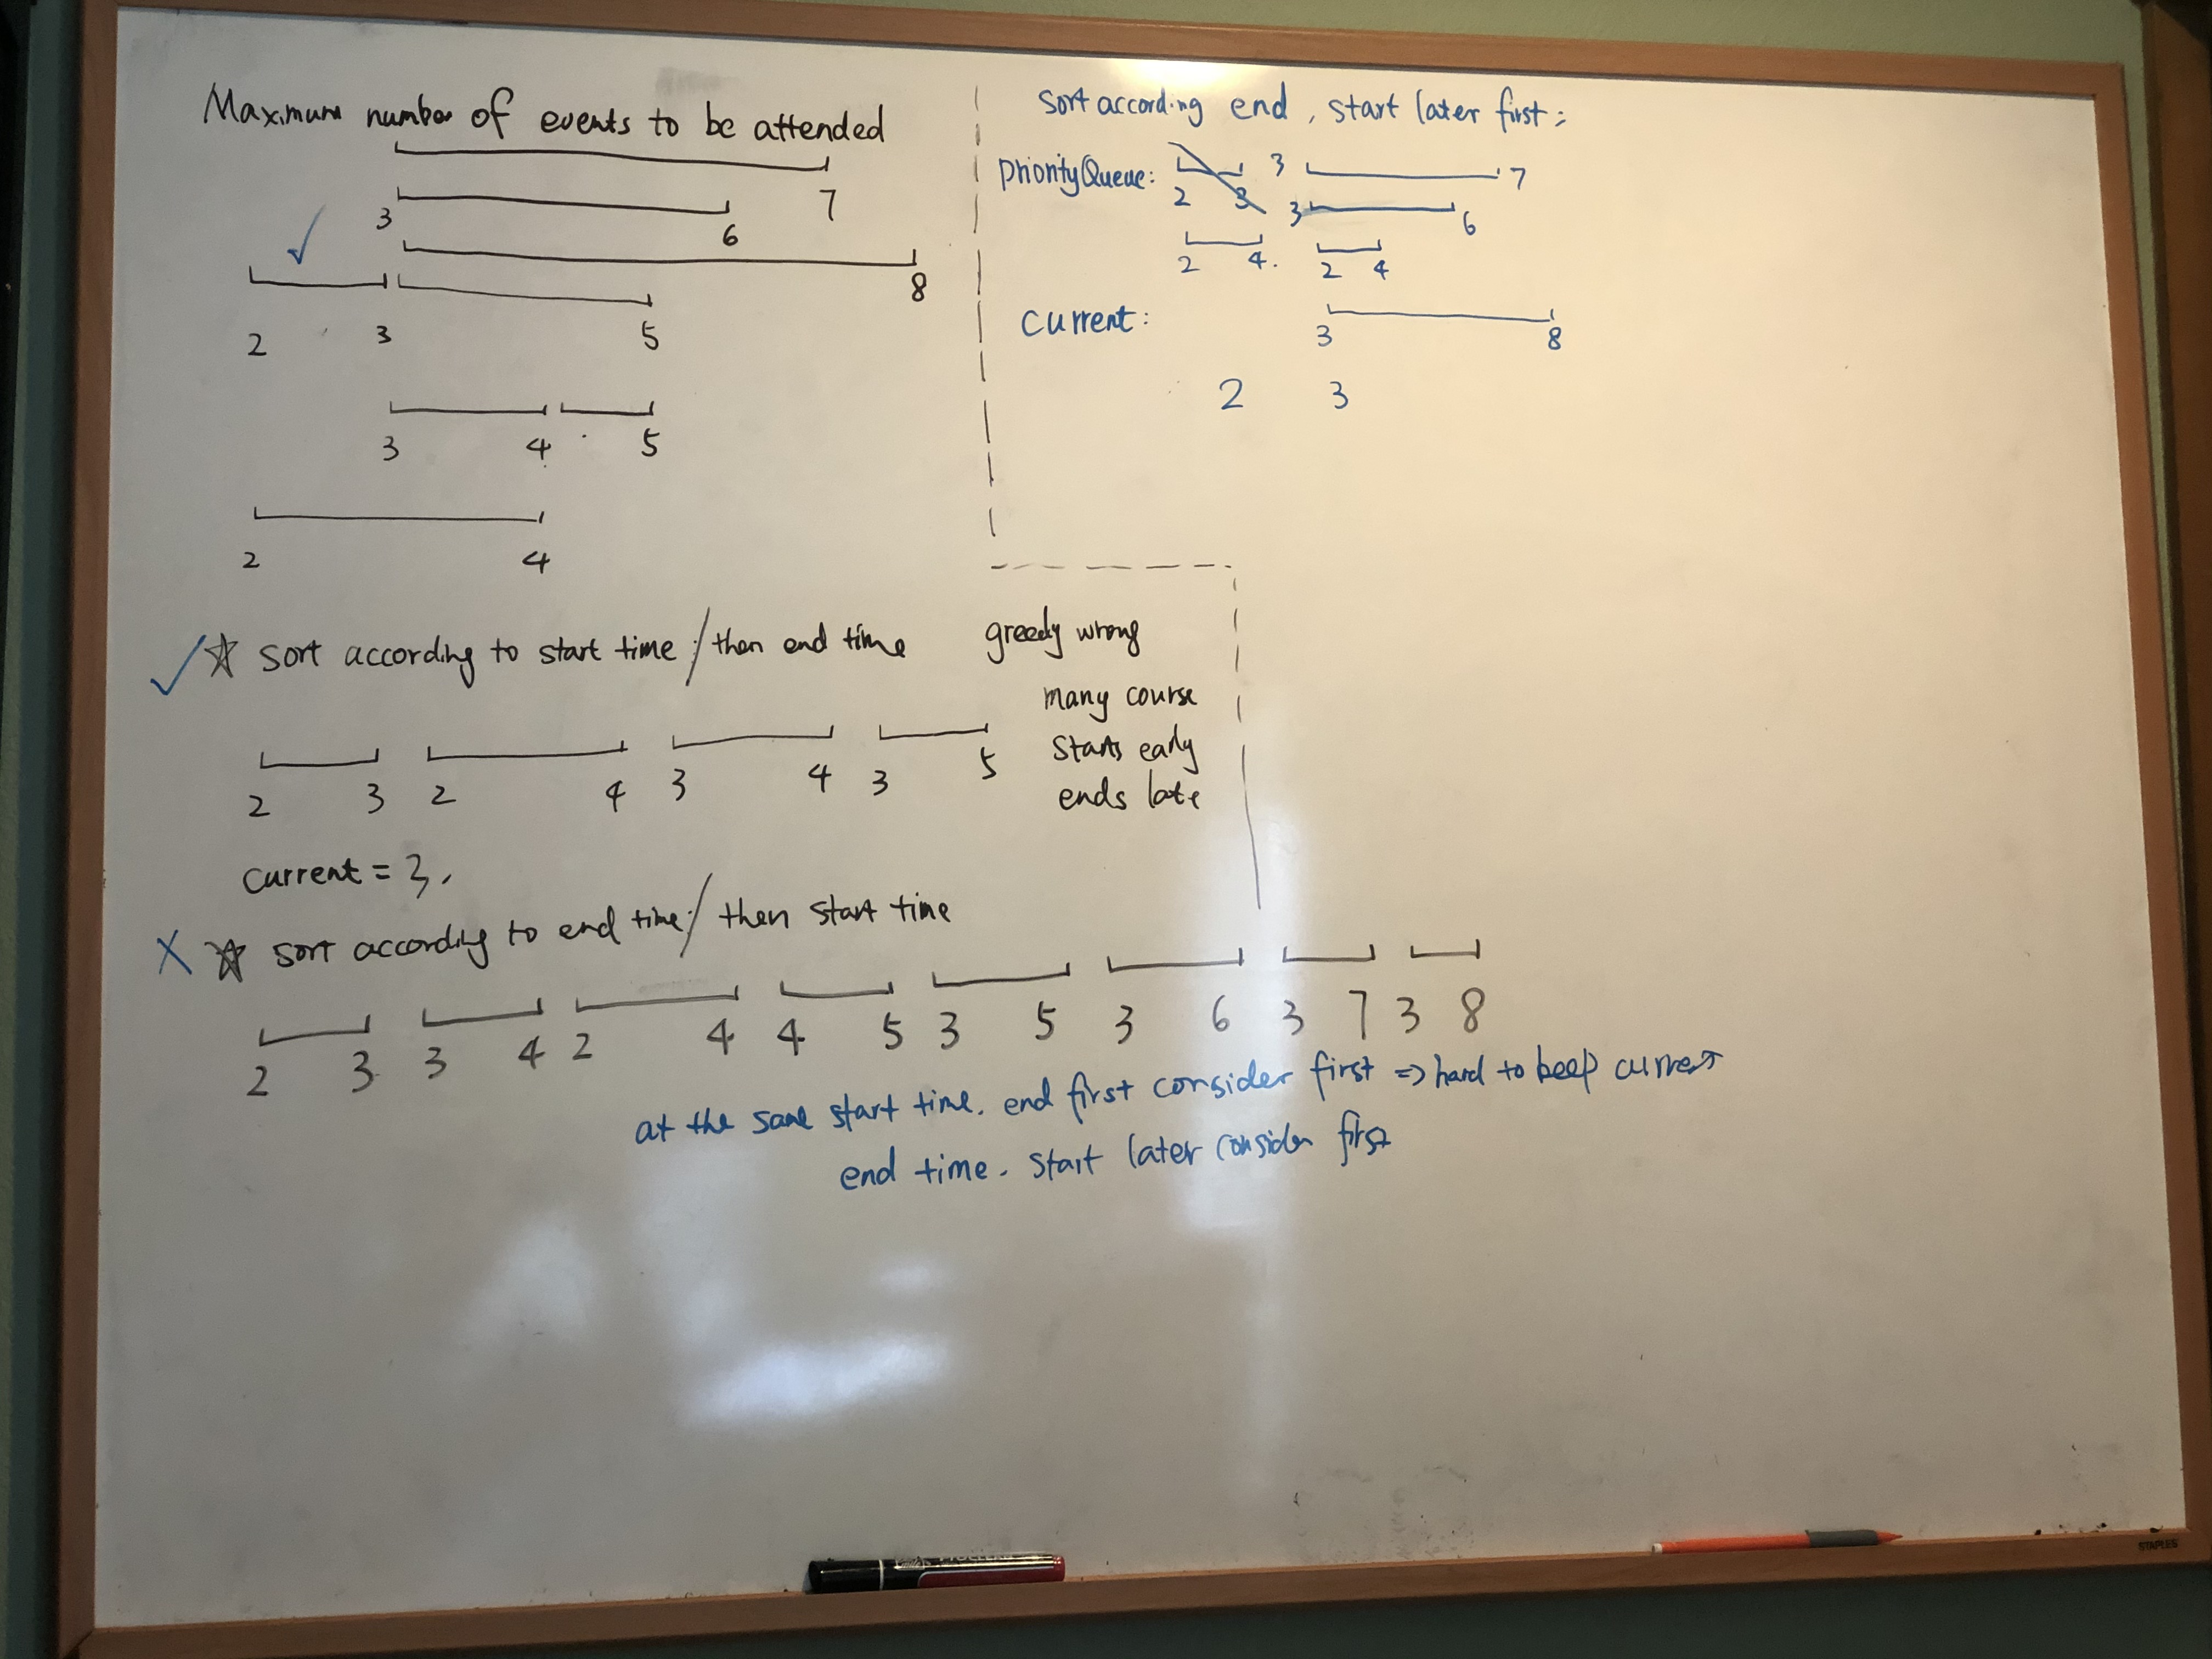 Maximum number of events to be attended
7
3
6
8
2 3 5
3 4 5
2 4
sort according to start time / then end time
greedy wrong
many course
starts early
ends late
2 3 2 4 3 4 3 5
current = 3,
sort according to end time / then start time
2 3 3 4 2 4 4 5 3 5 3 6 3 7 3 8
at the same start time. end first consider first => hard to keep current
end time. start later consider first
sort according end, start later first;
PriorityQueue:
2 3 3 7
3 6
2 4. 2 4
Current:
3 8
2 3
STAPLES